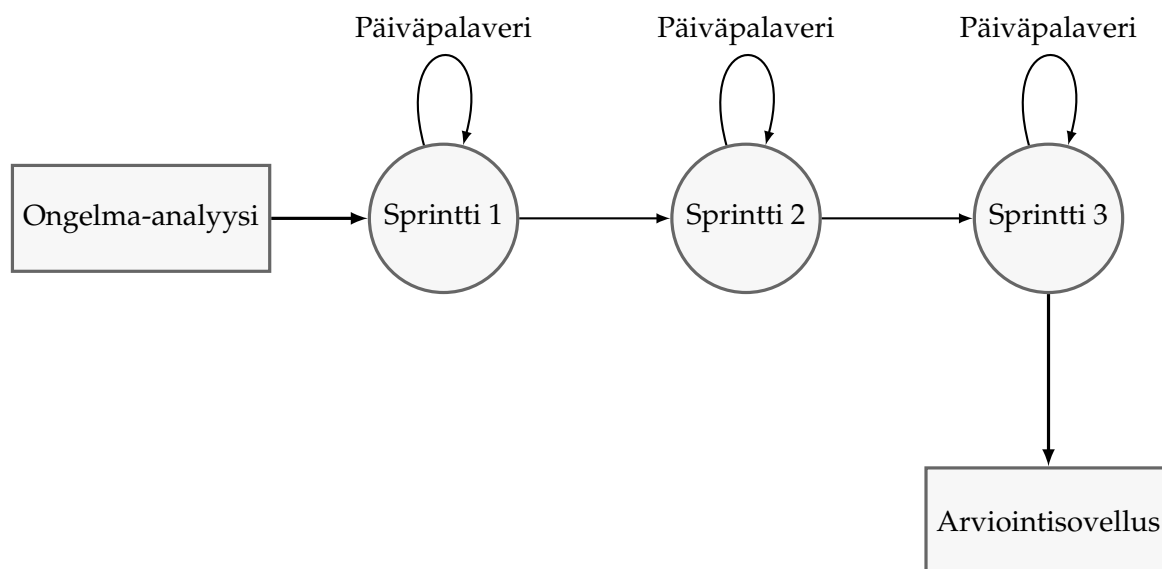 Päiväpalaveri
Päiväpalaveri
Päiväpalaveri
Ongelma-analyysi
Sprintti 1
Sprintti 2
Sprintti 3
Arviointisovellus